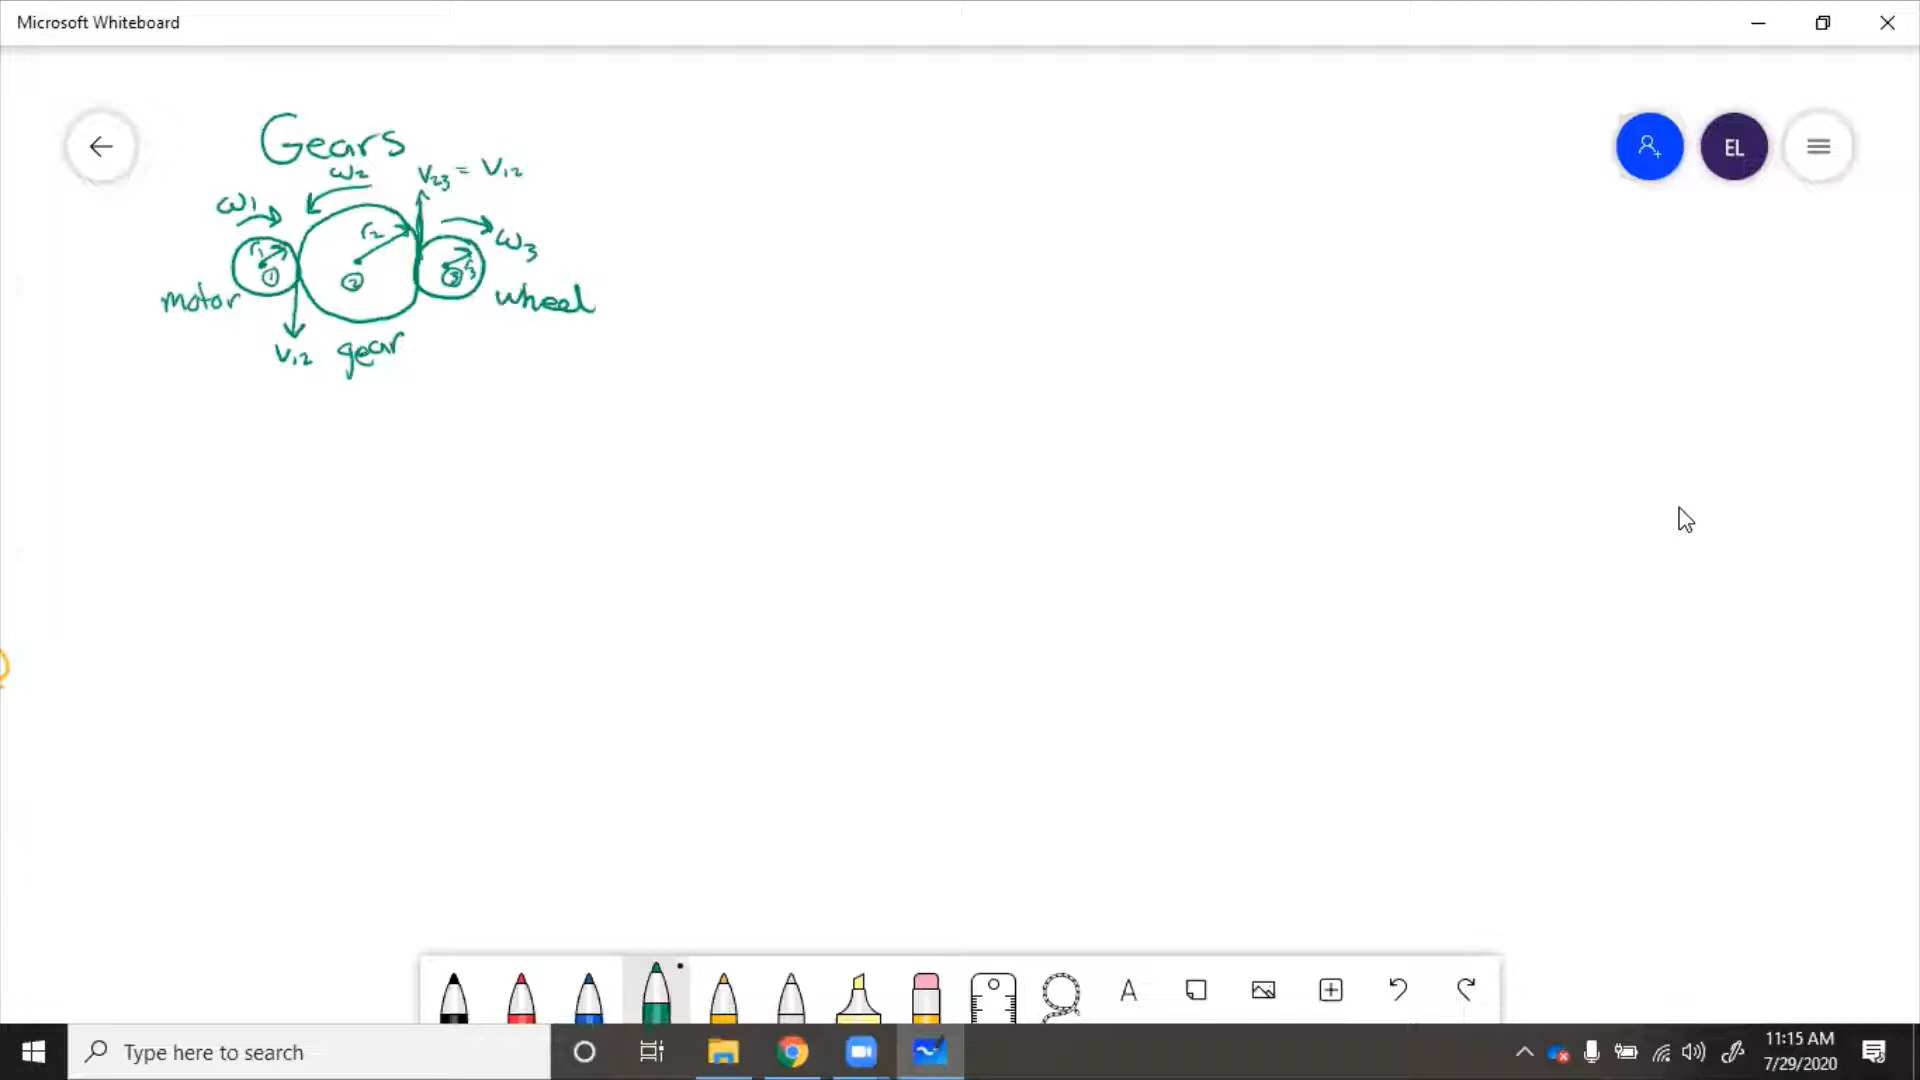 Microsoft Whiteboard
EL
Gears
ω2
V23 = V12
ω1
r1
r2
ω3
r3
①
②
③
motor
wheel
V12
gear
A
Type here to search
11:15 AM
7/29/2020